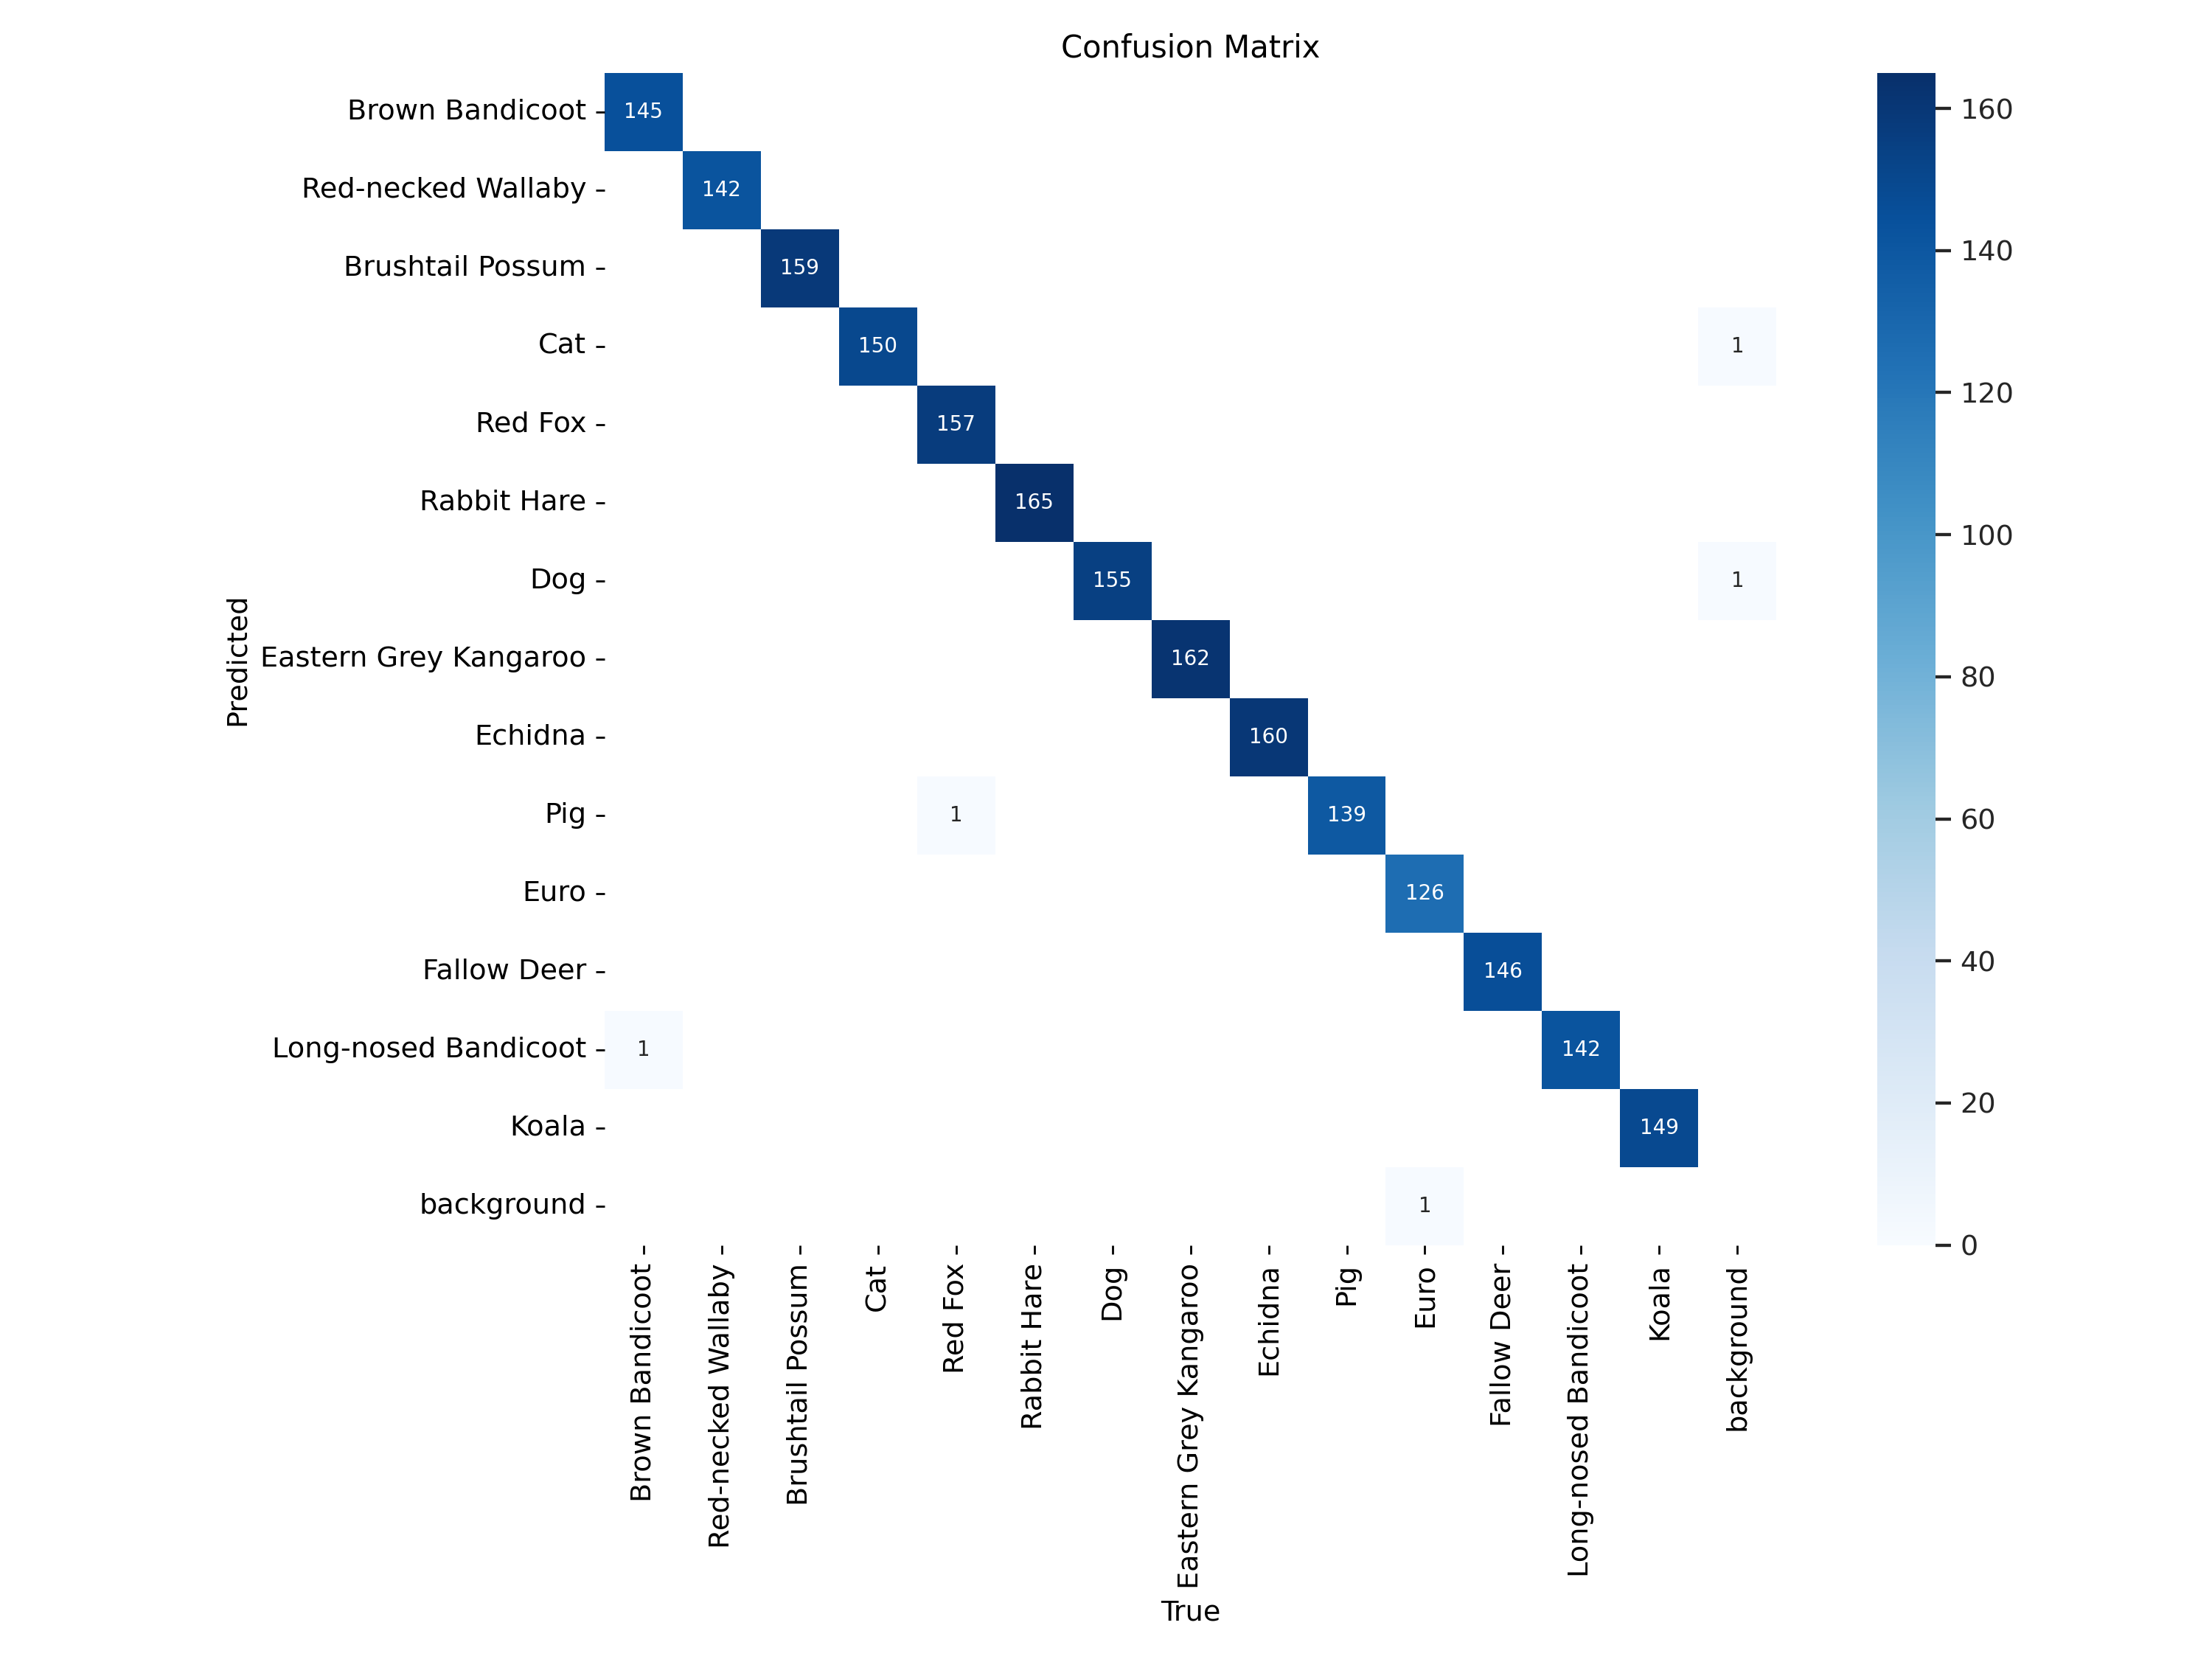 Confusion Matrix
Predicted
Brown Bandicoot 145
Red-necked Wallaby 142
Brushtail Possum 159
Cat 150 1
Red Fox 157
Rabbit Hare 165
Dog 155 1
Eastern Grey Kangaroo 162
Echidna 160
Pig 1 139
Euro 126
Fallow Deer 146
Long-nosed Bandicoot 1 142
Koala 149
background 1
Brown Bandicoot
Red-necked Wallaby
Brushtail Possum
Cat
Red Fox
Rabbit Hare
Dog
Eastern Grey Kangaroo
Echidna
Pig
Euro
Fallow Deer
Long-nosed Bandicoot
Koala
background
True
160
140
120
100
80
60
40
20
0